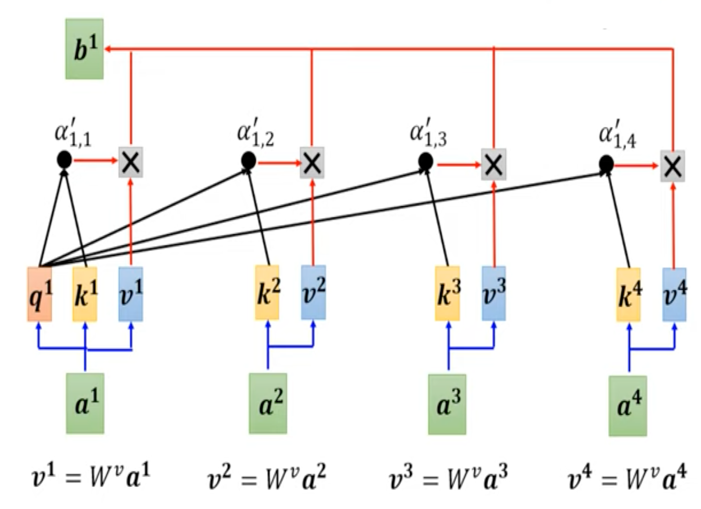 b¹
α′₁,₁ α′₁,₂ α′₁,₃ α′₁,₄
× × × ×
q¹ k¹ v¹ k² v² k³ v³ k⁴ v⁴
a¹ a² a³ a⁴
v¹ = Wᵛa¹ v² = Wᵛa² v³ = Wᵛa³ v⁴ = Wᵛa⁴